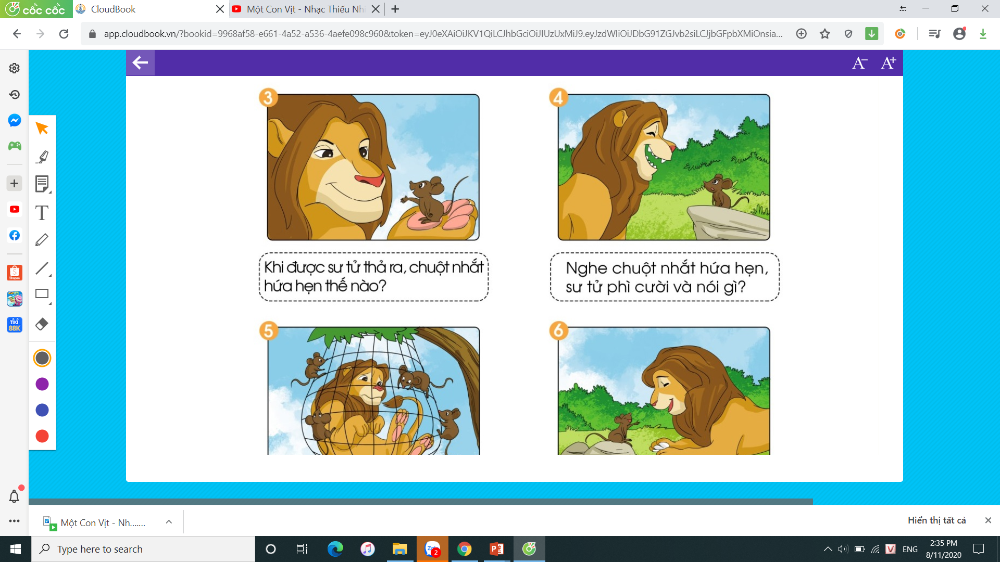 cốc cốc
CloudBook
Một Con Vịt - Nhạc Thiếu Nhi
app.cloudbook.vn/?bookid=9968af58-e661-4a52-a536-4aefe098c960&token=eyJ0eXAiOiJKV1QiLCJhbGciOiJIUzUxMiJ9.eyJzdWIiOiJDbG91ZGJvb2siLCJjbGFpbXMiOnsia...
A- A+
3
4
Khi được sư tử thả ra, chuột nhắt
hứa hẹn thế nào?
Nghe chuột nhắt hứa hẹn,
sư tử phì cười và nói gì?
5
6
T
TIKI
88K
Một Con Vịt - Nh.......
Hiển thị tất cả
Type here to search
2
ENG
2:35 PM
8/11/2020